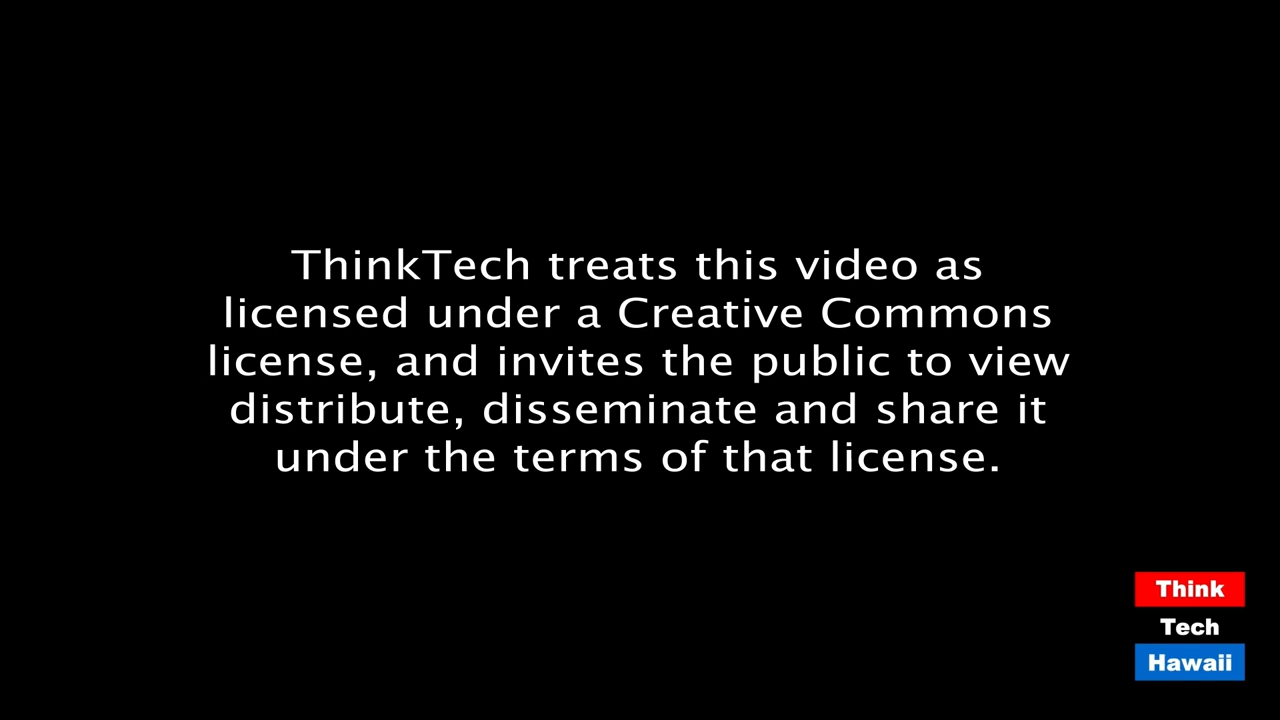 ThinkTech treats this video as
licensed under a Creative Commons
license, and invites the public to view
distribute, disseminate and share it
under the terms of that license.
Think
Tech
Hawaii